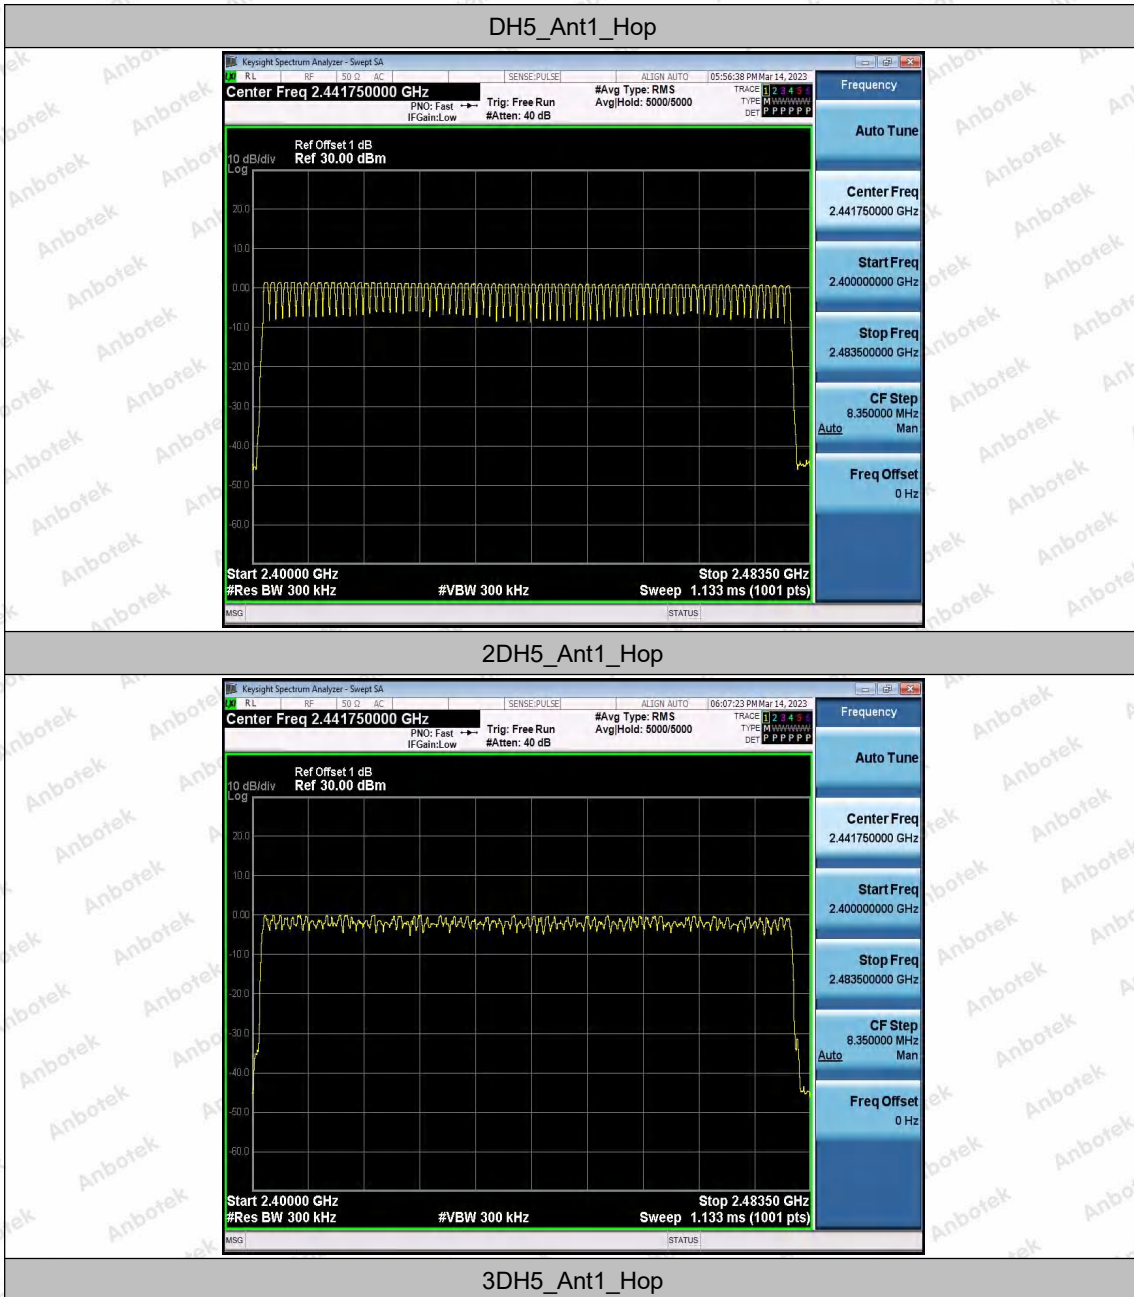 DH5_Ant1_Hop
Keysight Spectrum Analyzer - Swept SA
RL RF 50 Ω AC SENSE:PULSE ALIGN AUTO 05:56:38 PM Mar 14, 2023
Center Freq 2.441750000 GHz
#Avg Type: RMS
TRACE 1 2 3 4 5 6
PNO: Fast Trig: Free Run Avg|Hold: 5000/5000
TYPE M WWWWW
IFGain:Low #Atten: 40 dB
DET P P P P P P
Frequency
Auto Tune
Center Freq
2.441750000 GHz
Start Freq
2.400000000 GHz
Stop Freq
2.483500000 GHz
CF Step
8.350000 MHz
Auto Man
Freq Offset
0 Hz
Ref Offset 1 dB
10 dB/div Ref 30.00 dBm
Log
20.0
10.0
0.00
-10.0
-20.0
-30.0
-40.0
-50.0
-60.0
Start 2.40000 GHz Stop 2.48350 GHz
#Res BW 300 kHz #VBW 300 kHz Sweep 1.133 ms (1001 pts)
MSG STATUS
2DH5_Ant1_Hop
Keysight Spectrum Analyzer - Swept SA
RL RF 50 Ω AC SENSE:PULSE ALIGN AUTO 06:07:23 PM Mar 14, 2023
Center Freq 2.441750000 GHz
#Avg Type: RMS
TRACE 1 2 3 4 5 6
PNO: Fast Trig: Free Run Avg|Hold: 5000/5000
TYPE M WWWWW
IFGain:Low #Atten: 40 dB
DET P P P P P P
Frequency
Auto Tune
Center Freq
2.441750000 GHz
Start Freq
2.400000000 GHz
Stop Freq
2.483500000 GHz
CF Step
8.350000 MHz
Auto Man
Freq Offset
0 Hz
Ref Offset 1 dB
10 dB/div Ref 30.00 dBm
Log
20.0
10.0
0.00
-10.0
-20.0
-30.0
-40.0
-50.0
-60.0
Start 2.40000 GHz Stop 2.48350 GHz
#Res BW 300 kHz #VBW 300 kHz Sweep 1.133 ms (1001 pts)
MSG STATUS
3DH5_Ant1_Hop
Anbotek